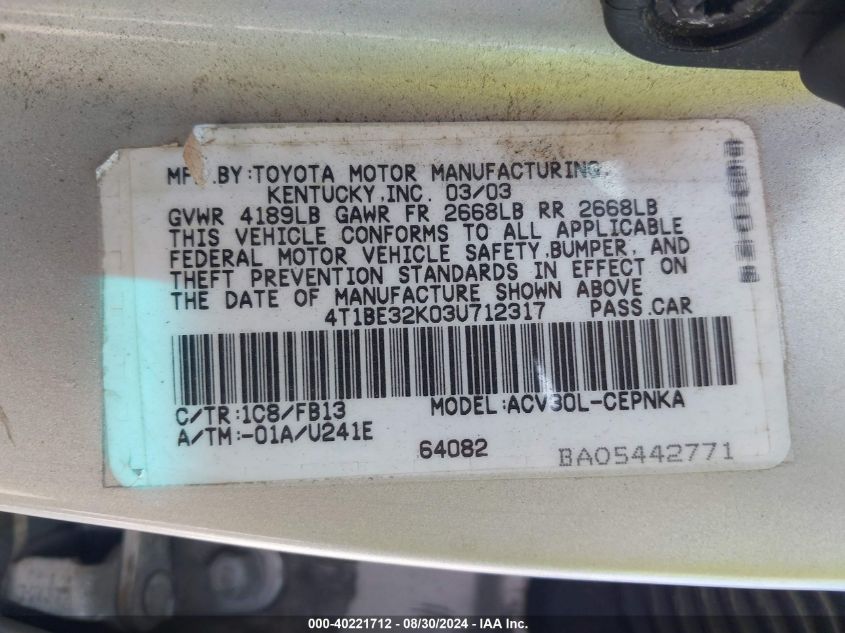 MFD.BY:TOYOTA MOTOR MANUFACTURING,
KENTUCKY,INC. 03/03
GVWR 4189LB GAWR FR 2668LB RR 2668LB
THIS VEHICLE CONFORMS TO ALL APPLICABLE
FEDERAL MOTOR VEHICLE SAFETY,BUMPER, AND
THEFT PREVENTION STANDARDS IN EFFECT ON
THE DATE OF MANUFACTURE SHOWN ABOVE
4T1BE32K03U712317 PASS.CAR
C/TR:1C8/FB13 MODEL:ACV30L-CEPNKA
A/TM:-01A/U241E
64082 BA05442771
000-40221712 - 08/30/2024 - IAA, Inc.